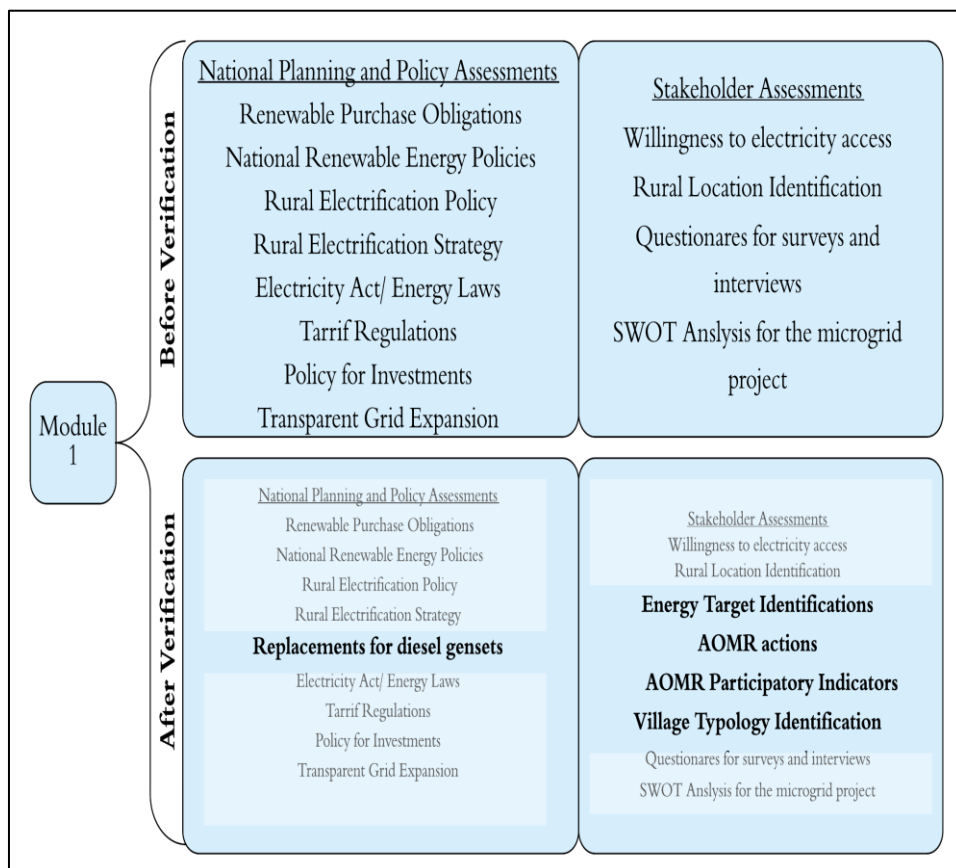 Module
1
Before Verification
National Planning and Policy Assessments
Renewable Purchase Obligations
National Renewable Energy Policies
Rural Electrification Policy
Rural Electrification Strategy
Electricity Act/ Energy Laws
Tarrif Regulations
Policy for Investments
Transparent Grid Expansion
Stakeholder Assessments
Willingness to electricity access
Rural Location Identification
Questionares for surveys and
interviews
SWOT Anlysis for the microgrid
project
After Verification
National Planning and Policy Assessments
Renewable Purchase Obligations
National Renewable Energy Policies
Rural Electrification Policy
Rural Electrification Strategy
Replacements for diesel gensets
Electricity Act/ Energy Laws
Tarrif Regulations
Policy for Investments
Transparent Grid Expansion
Stakeholder Assessments
Willingness to electricity access
Rural Location Identification
Energy Target Identifications
AOMR actions
AOMR Participatory Indicators
Village Typology Identification
Questionares for surveys and interviews
SWOT Anlysis for the microgrid project